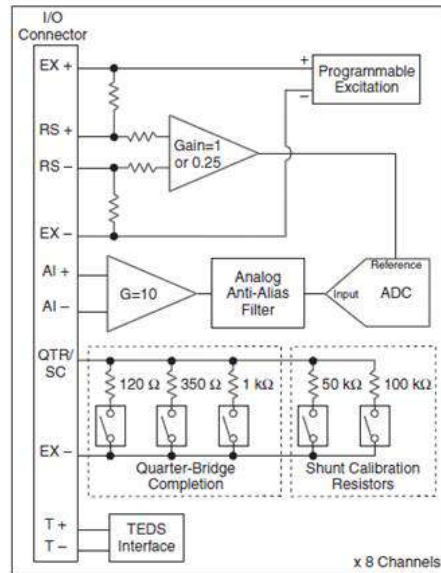 I/O
Connector
EX +
+
Programmable
Excitation
−
RS +
RS −
Gain=1
or 0.25
EX −
Reference
AI +
AI −
G=10
Analog
Anti-Alias
Filter
Input
ADC
QTR/
SC
120 Ω
350 Ω
1 kΩ
50 kΩ
100 kΩ
EX −
Quarter-Bridge
Completion
Shunt Calibration
Resistors
T +
T −
TEDS
Interface
x 8 Channels